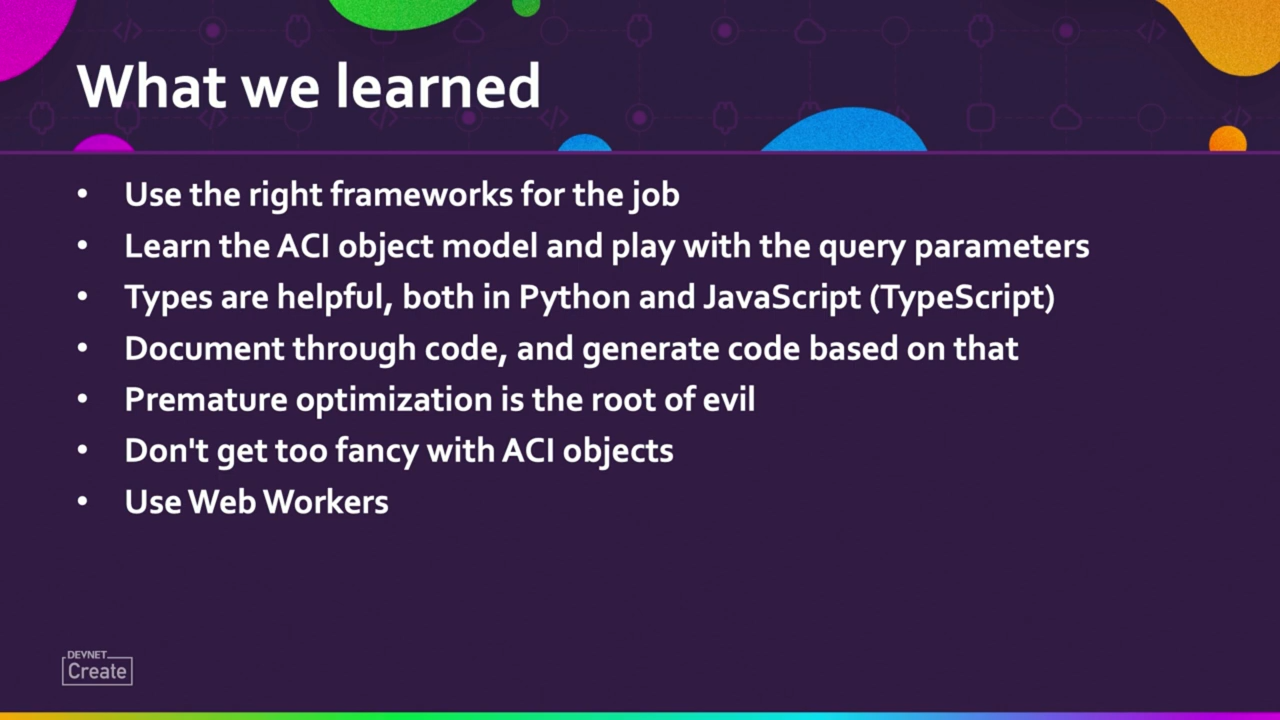 What we learned
• Use the right frameworks for the job
• Learn the ACI object model and play with the query parameters
• Types are helpful, both in Python and JavaScript (TypeScript)
• Document through code, and generate code based on that
• Premature optimization is the root of evil
• Don't get too fancy with ACI objects
• Use Web Workers
DEVNET
Create